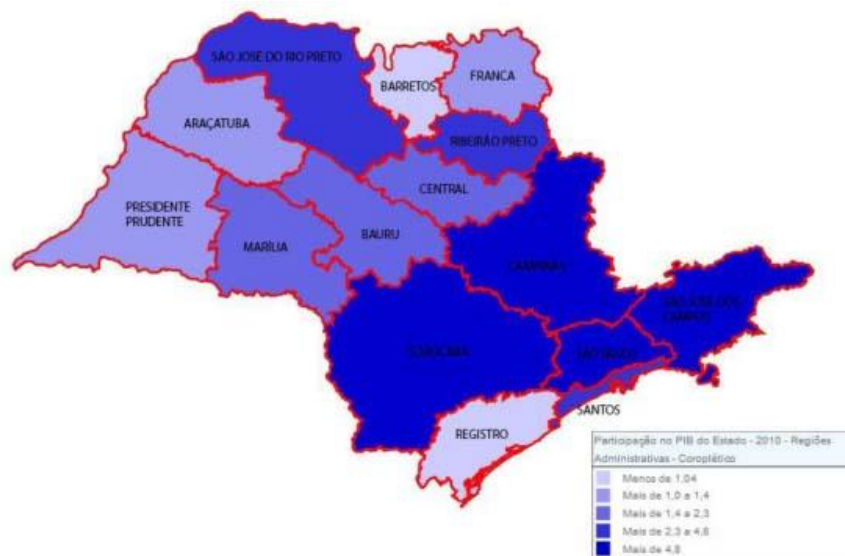 SÃO JOSÉ DO RIO PRETO
BARRETOS
FRANCA
ARAÇATUBA
RIBEIRÃO PRETO
CENTRAL
PRESIDENTE
PRUDENTE
MARÍLIA
BAURU
CAMPINAS
SÃO JOSÉ DOS
CAMPOS
SOROCABA
SÃO PAULO
SANTOS
REGISTRO
Participação no PIB do Estado - 2010 - Regiões
Administrativas - Coroplético
Menos de 1,04
Mais de 1,0 a 1,4
Mais de 1,4 a 2,3
Mais de 2,3 a 4,8
Mais de 4,8